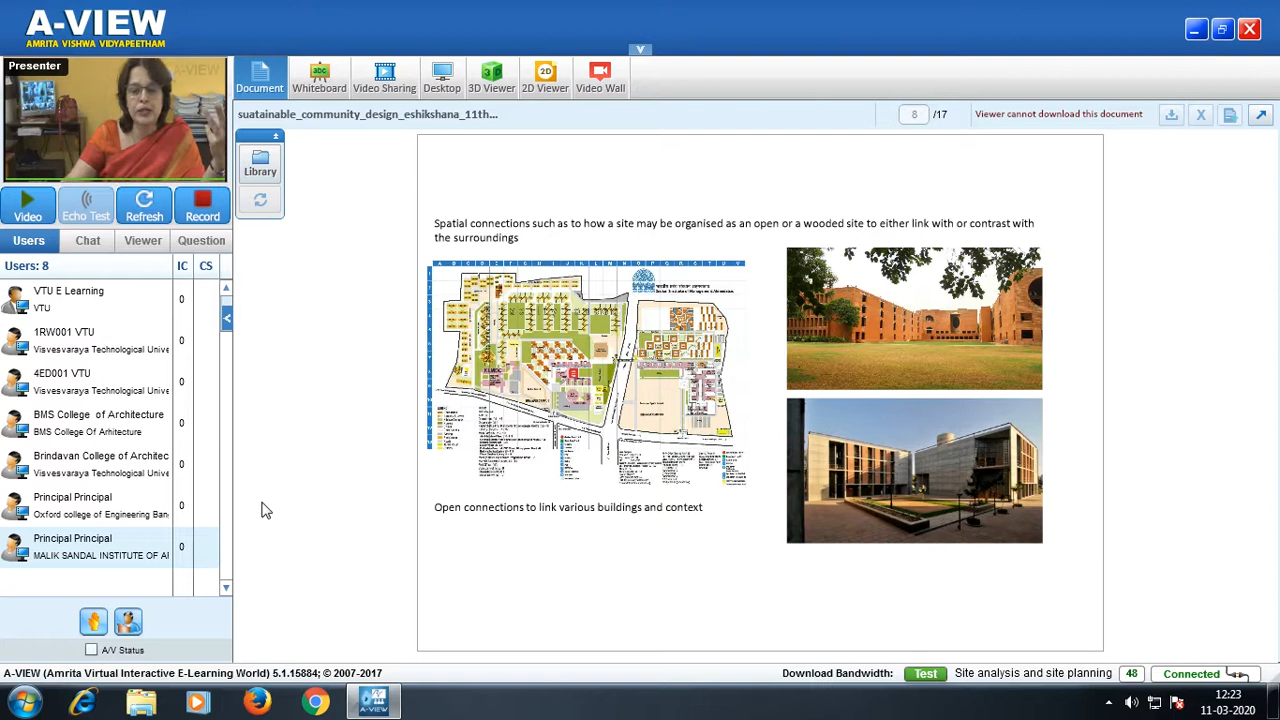 A-VIEW
AMRITA VISHWA VIDYAPEETHAM
Presenter
A-VIEW
Document
Whiteboard
Video Sharing
Desktop
3D Viewer
2D Viewer
Video Wall
suatainable_community_design_eshikshana_11th...
8 /17
Viewer cannot download this document
Library
Video
Echo Test
Refresh
Record
Users
Chat
Viewer
Question
Users: 8
IC
CS
VTU E Learning
VTU
0
1RW001 VTU
Visvesvaraya Technological Unive
0
4ED001 VTU
Visvesvaraya Technological Unive
0
BMS College of Architecture
BMS College Of Arhitecture
0
Brindavan College of Architec
Visvesvaraya Technological Unive
0
Principal Principal
Oxford college of Engineering Ban
0
Principal Principal
MALIK SANDAL INSTITUTE OF AR
0
Spatial connections such as to how a site may be organised as an open or a wooded site to either link with or contrast with
the surroundings
Open connections to link various buildings and context
A/V Status
A-VIEW (Amrita Virtual Interactive E-Learning World) 5.1.15884; © 2007-2017
Download Bandwidth:
Test
Site analysis and site planning
48
Connected
12:23
11-03-2020